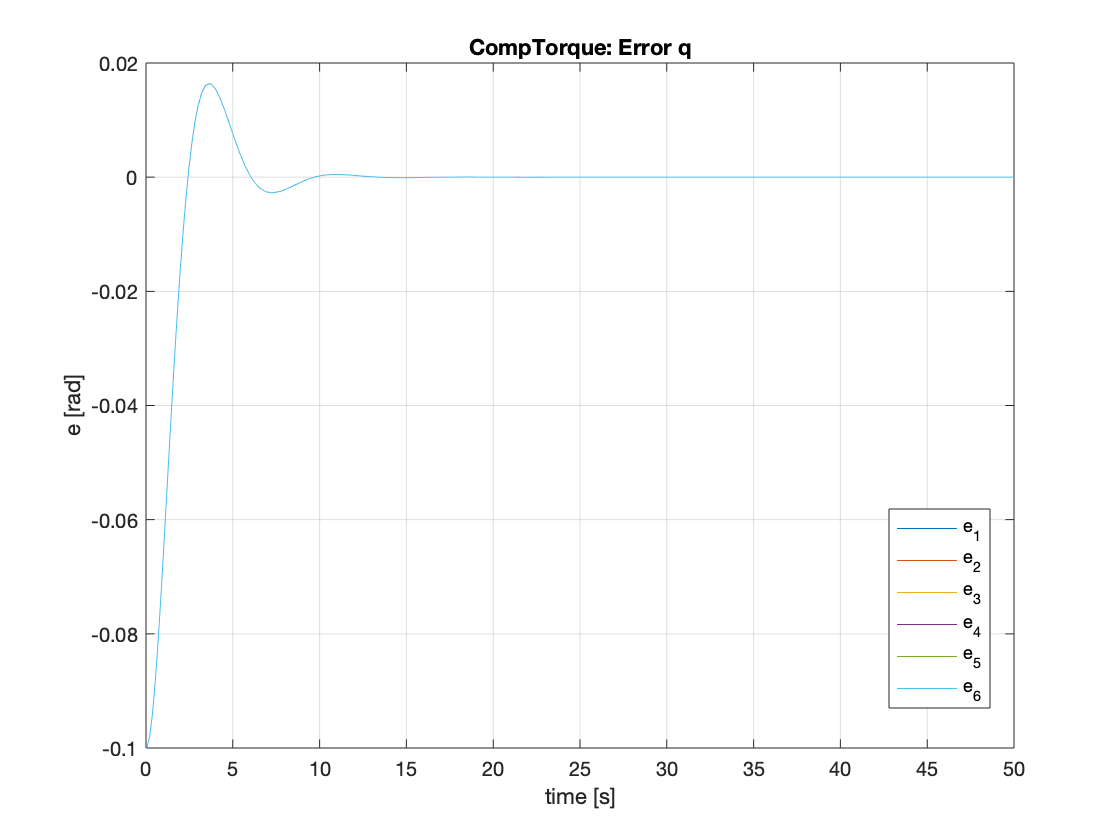 CompTorque: Error q
0.02
0
-0.02
-0.04
-0.06
-0.08
-0.1
e [rad]
0 5 10 15 20 25 30 35 40 45 50
time [s]
e1
e2
e3
e4
e5
e6